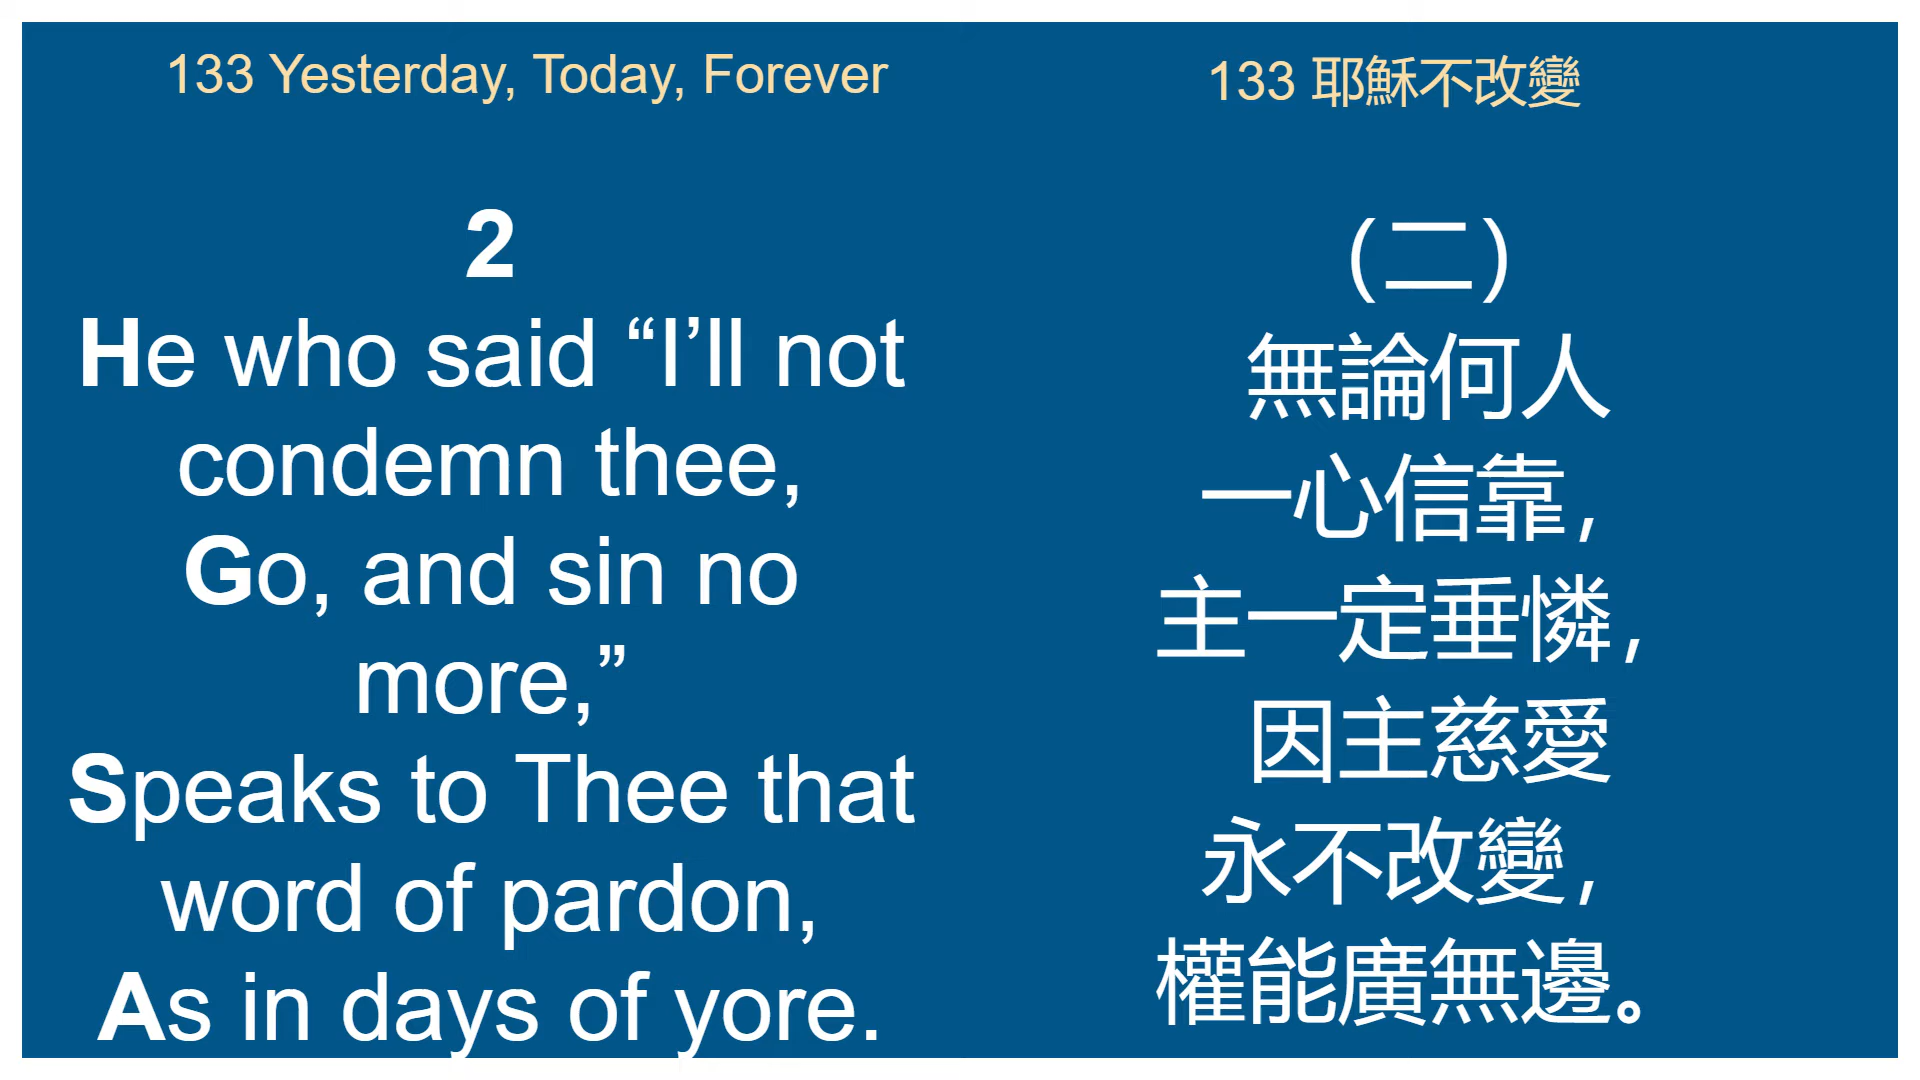 133 Yesterday, Today, Forever
2
He who said “I’ll not
condemn thee,
Go, and sin no
more,”
Speaks to Thee that
word of pardon,
As in days of yore.
133 耶穌不改變
(二)
無論何人
一心信靠,
主一定垂憐,
因主慈愛
永不改變,
權能廣無邊。